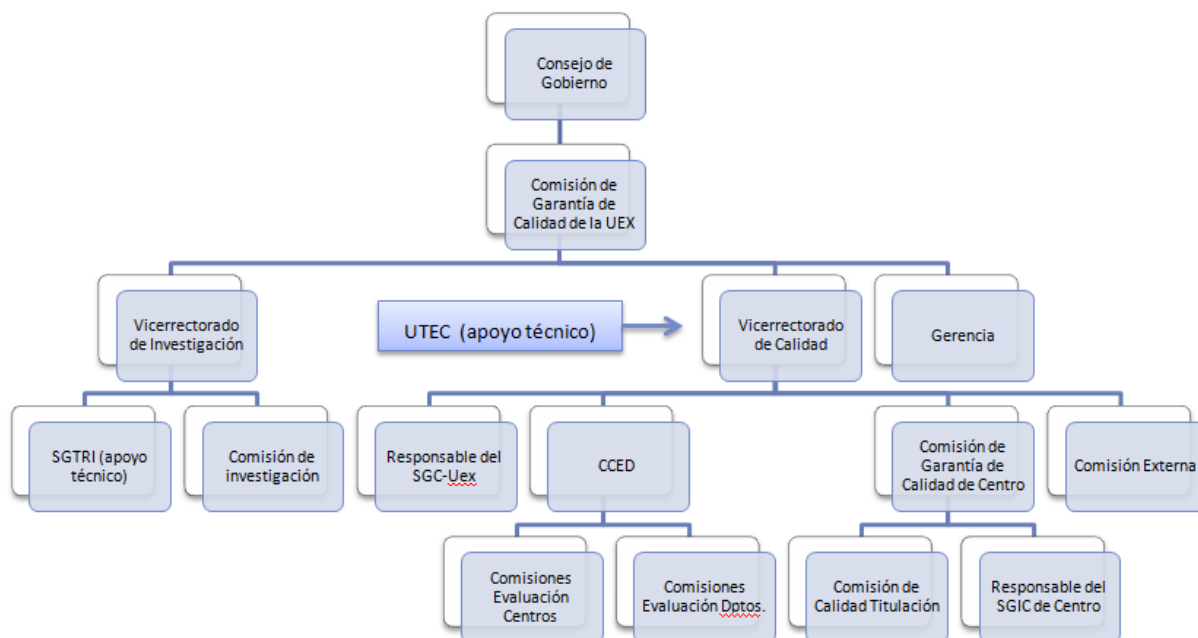 Consejo de
Gobierno
Comisión de
Garantía de
Calidad de la UEX
Vicerrectorado
de Investigación
UTEC (apoyo técnico)
Vicerrectorado
de Calidad
Gerencia
SGTRI (apoyo
técnico)
Comisión de
investigación
Responsable del
SGC-Uex
CCED
Comisión de
Garantía de
Calidad de Centro
Comisión Externa
Comisiones
Evaluación
Centros
Comisiones
Evaluación Dptos.
Comisión de
Calidad Titulación
Responsable del
SGIC de Centro